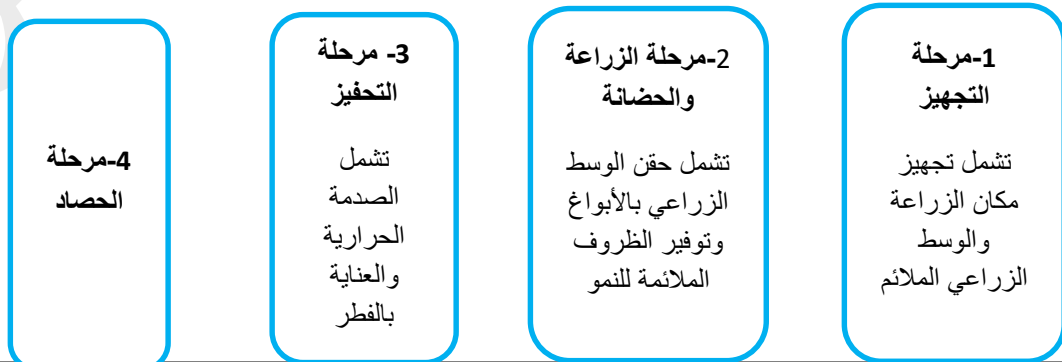 1-مرحلة
التجهيز
تشمل تجهيز
مكان الزراعة
والوسط
الزراعي الملائم
2-مرحلة الزراعة
والحضانة
تشمل حقن الوسط
الزراعي بالأبواغ
وتوفير الظروف
الملائمة للنمو
3- مرحلة
التحفيز
تشمل
الصدمة
الحرارية
والعناية
بالفطر
4-مرحلة
الحصاد